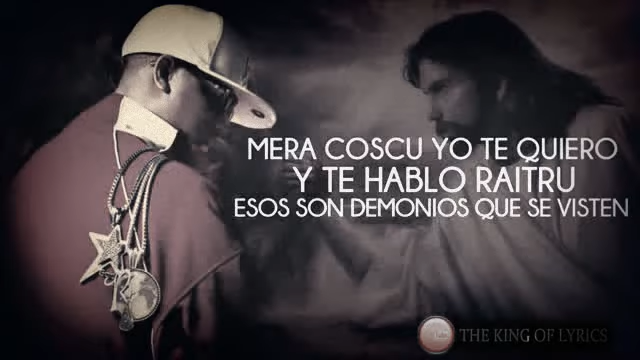 MERA COSCU YO TE QUIERO
Y TE HABLO RAITRU
ESOS SON DEMONIOS QUE SE VISTEN
THE KING OF LYRICS